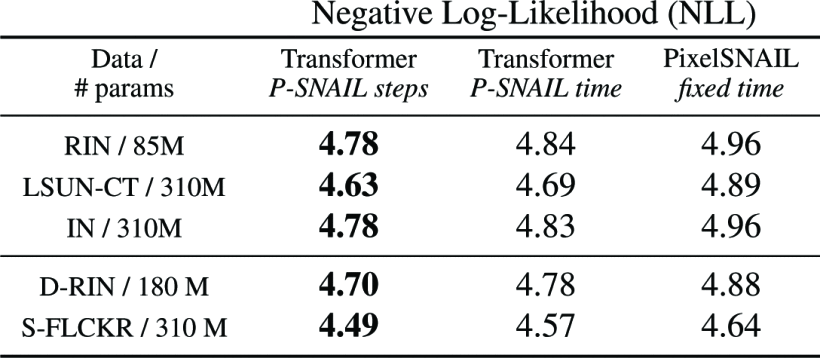 Negative Log-Likelihood (NLL)
Data / Transformer Transformer PixelSNAIL
# params P-SNAIL steps P-SNAIL time fixed time
RIN / 85M 4.78 4.84 4.96
LSUN-CT / 310M 4.63 4.69 4.89
IN / 310M 4.78 4.83 4.96
D-RIN / 180 M 4.70 4.78 4.88
S-FLCKR / 310 M 4.49 4.57 4.64